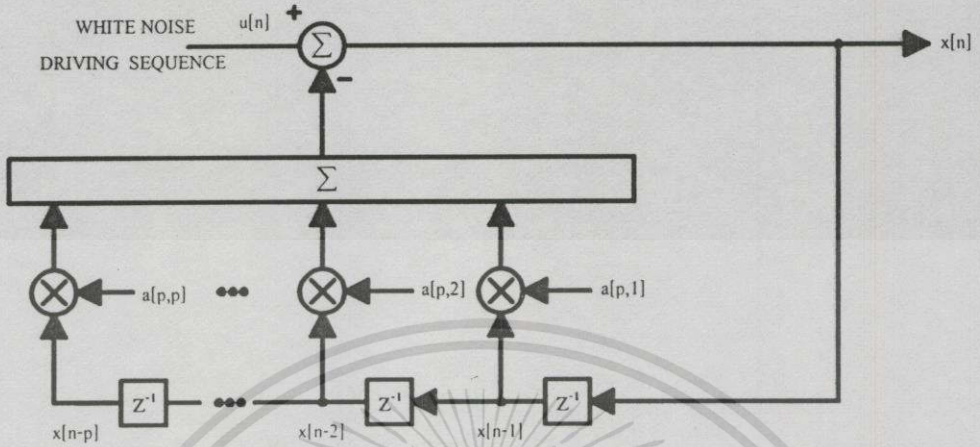 WHITE NOISE
DRIVING SEQUENCE
u[n]
+
Σ
-
x[n]
Σ
a[p,p]
a[p,2]
a[p,1]
Z⁻¹
Z⁻¹
Z⁻¹
x[n-p]
x[n-2]
x[n-1]